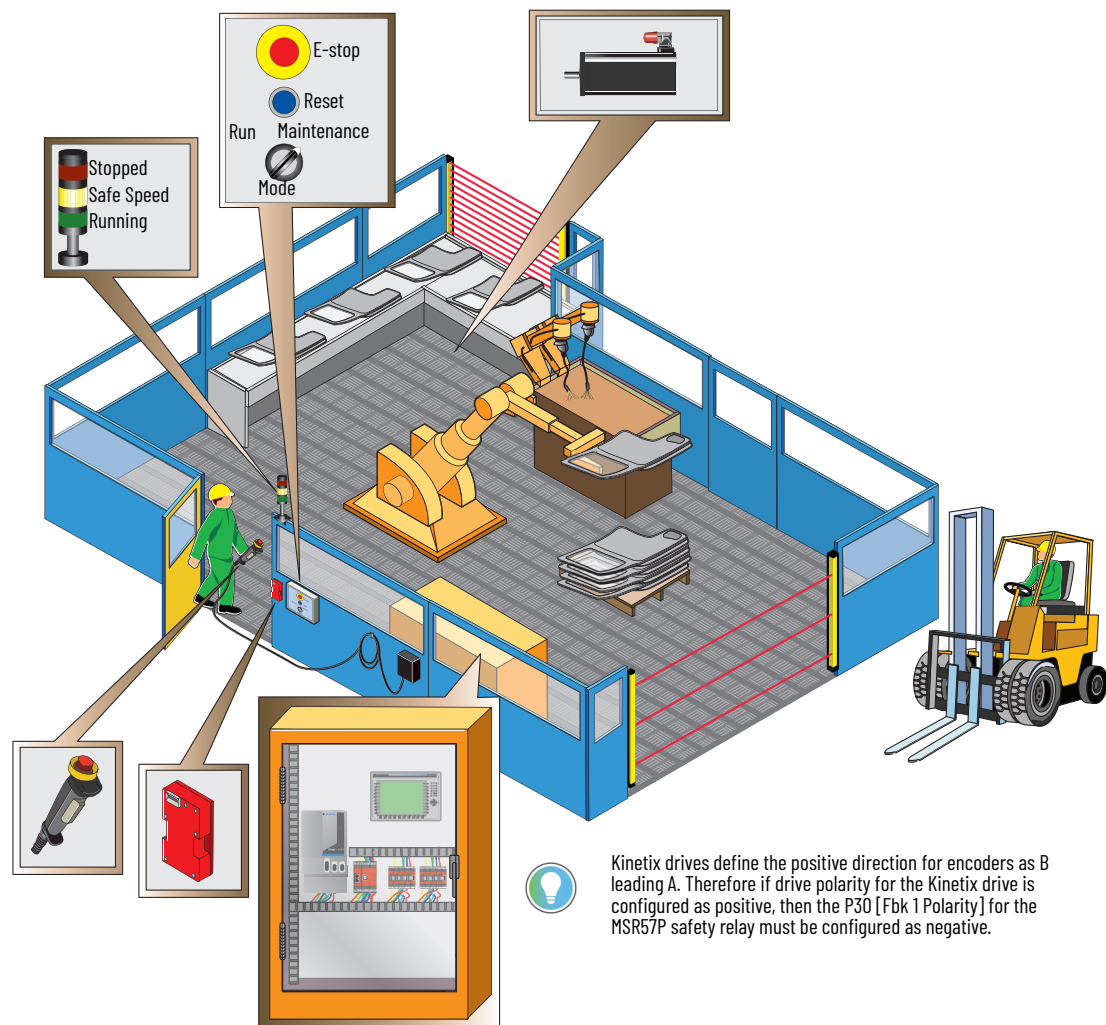 E-stop
Reset
Run Maintenance
Mode
Stopped
Safe Speed
Running
Kinetix drives define the positive direction for encoders as B
leading A. Therefore if drive polarity for the Kinetix drive is
configured as positive, then the P30 [Fbk 1 Polarity] for the
MSR57P safety relay must be configured as negative.